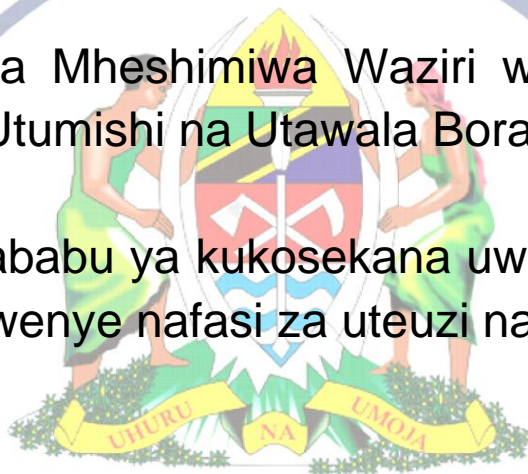 a Mheshimiwa Waziri w
Utumishi na Utawala Bora
ababu ya kukosekana uw
wenye nafasi za uteuzi na
UHURU NA UMOJA